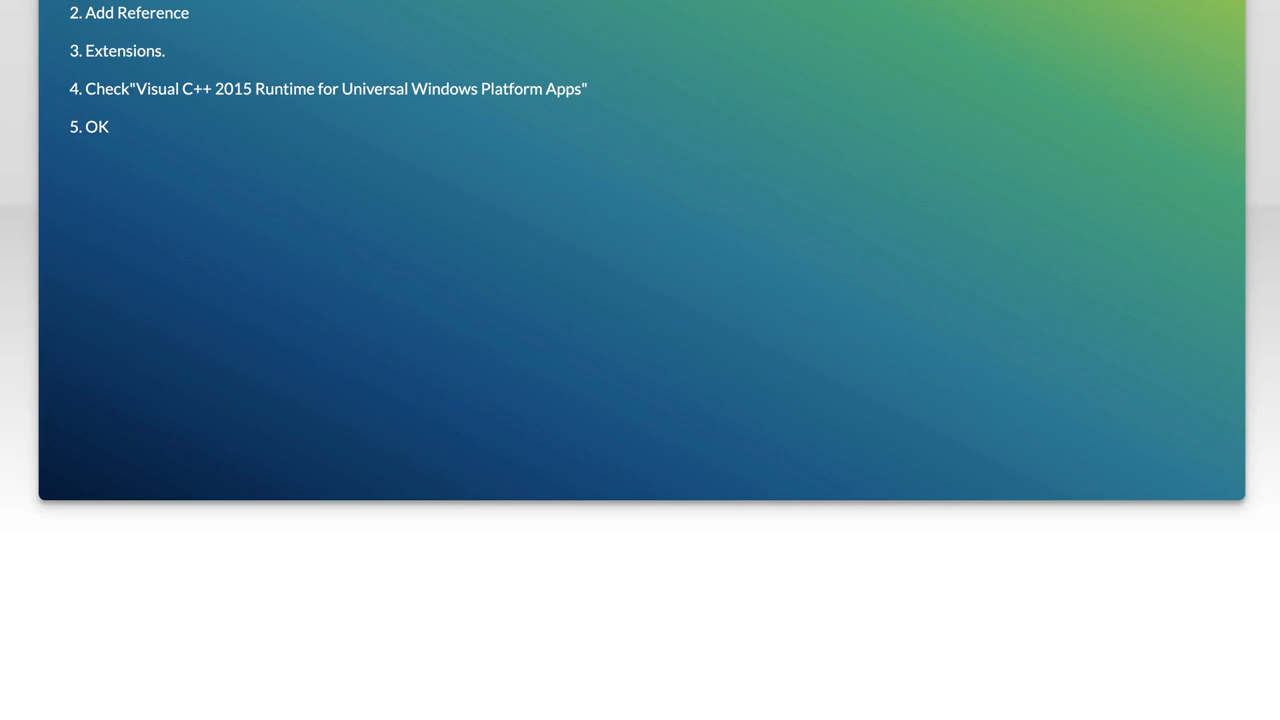 2. Add Reference
3. Extensions.
4. Check"Visual C++ 2015 Runtime for Universal Windows Platform Apps"
5. OK